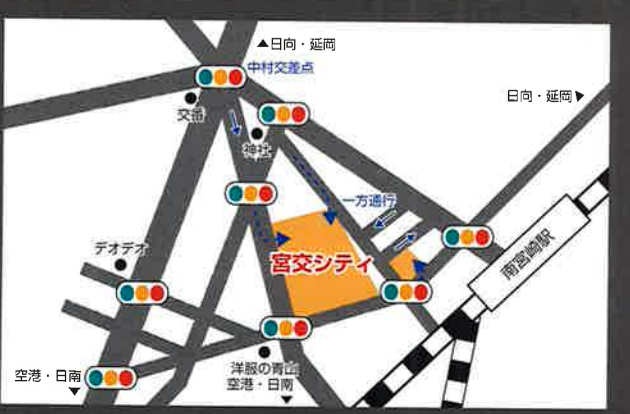 ▲日向・延岡
中村交差点
日向・延岡▶
交番
神社
一方通行
デオデオ
宮交シティ
南宮崎駅
洋服の青山
空港・日南
▼
空港・日南
▼